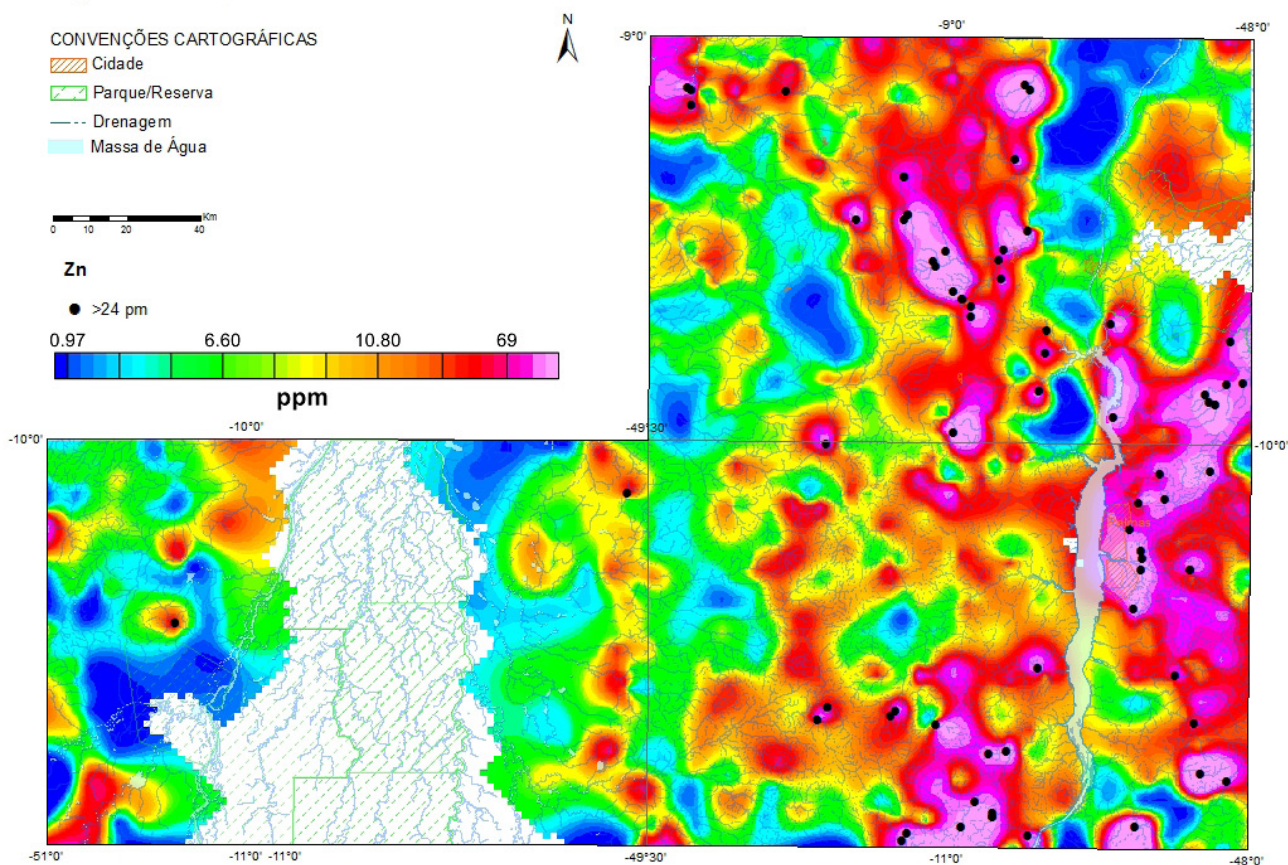 N
CONVENÇÕES CARTOGRÁFICAS
Cidade
Parque/Reserva
Drenagem
Massa de Água
Km
0 10 20 40
Zn
>24 pm
0.97 6.60 10.80 69
ppm
-9°0' -9°0' -48°0'
-10°0' -10°0' -49°30' -10°0'
Palmas
-51°0' -11°0' -11°0' -49°30' -11°0' -48°0'